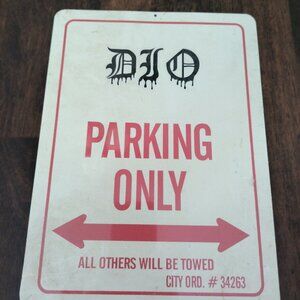 DIO
PARKING
ONLY
ALL OTHERS WILL BE TOWED
CITY ORD. # 34263